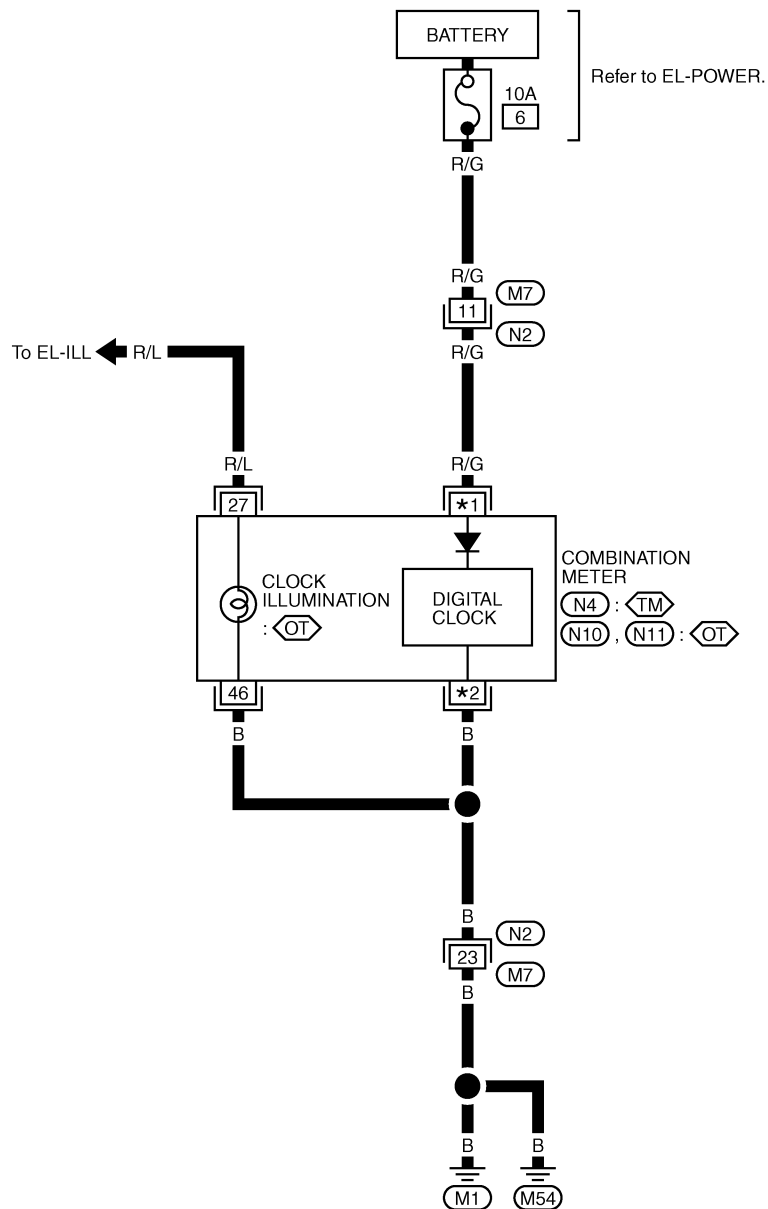 BATTERY
Refer to EL-POWER.
10A
6
R/G
R/G
M7
11
N2
To EL-ILL
R/L
R/G
R/L
R/G
27
★1
COMBINATION
METER
CLOCK
ILLUMINATION
: OT
DIGITAL
CLOCK
N4 : TM
N10 , N11 : OT
46
★2
B
B
B
N2
23
M7
B
B
B
M1
M54